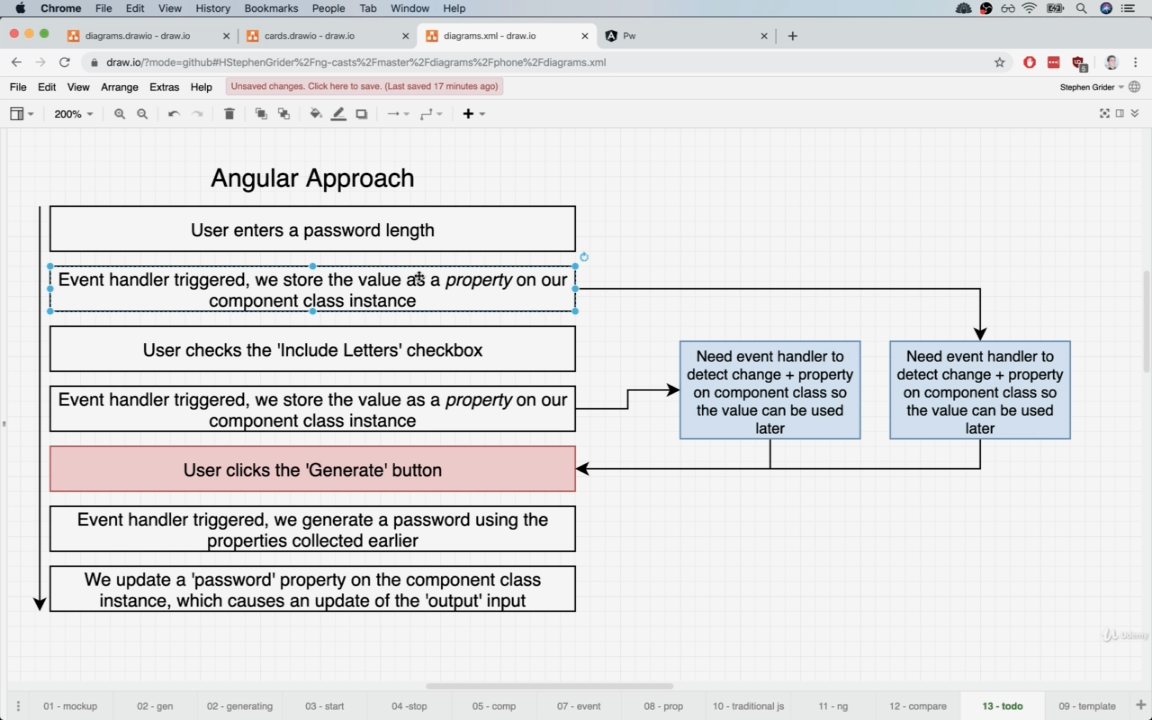 Chrome File Edit View History Bookmarks People Tab Window Help
diagrams.drawio - draw.io
cards.drawio - draw.io
diagrams.xml - draw.io
Pw
draw.io/?mode=github#HStephenGrider%2Fng-casts%2Fmaster%2Fdiagrams%2Fphone%2Fdiagrams.xml
File Edit View Arrange Extras Help
Unsaved changes. Click here to save. (Last saved 17 minutes ago)
Stephen Grider
200%
Angular Approach
User enters a password length
Event handler triggered, we store the value as a property on our
component class instance
User checks the 'Include Letters' checkbox
Event handler triggered, we store the value as a property on our
component class instance
User clicks the 'Generate' button
Event handler triggered, we generate a password using the
properties collected earlier
We update a 'password' property on the component class
instance, which causes an update of the 'output' input
Need event handler to
detect change + property
on component class so
the value can be used
later
Need event handler to
detect change + property
on component class so
the value can be used
later
Udemy
01 - mockup
02 - gen
02 - generating
03 - start
04 -stop
05 - comp
07 - event
08 - prop
10 - traditional js
11 - ng
12 - compare
13 - todo
09 - template